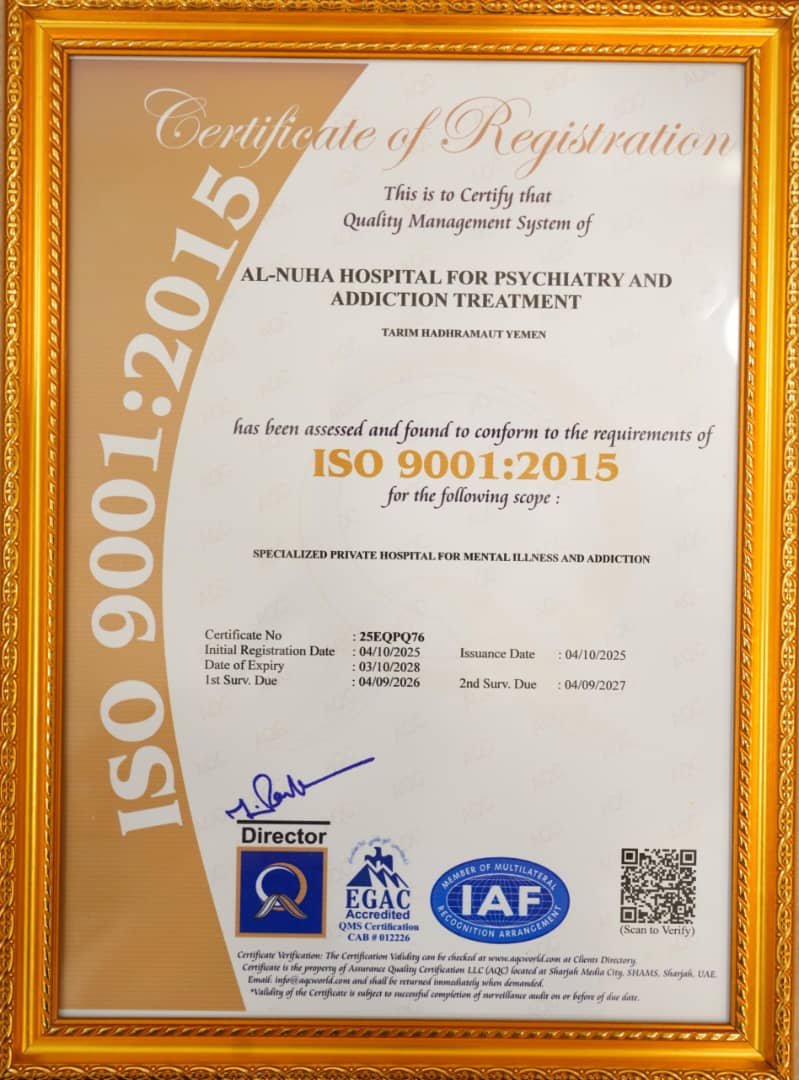 Certificate of Registration
This is to Certify that
Quality Management System of
AL-NUHA HOSPITAL FOR PSYCHIATRY AND
ADDICTION TREATMENT
TARIM HADHRAMAUT YEMEN
has been assessed and found to conform to the requirements of
ISO 9001:2015
for the following scope :
SPECIALIZED PRIVATE HOSPITAL FOR MENTAL ILLNESS AND ADDICTION
ISO 9001:2015
Certificate No : 25EQPQ76
Initial Registration Date : 04/10/2025 Issuance Date : 04/10/2025
Date of Expiry : 03/10/2028
1st Surv. Due : 04/09/2026 2nd Surv. Due : 04/09/2027
Director
EGAC
Accredited
QMS Certification
CAB # 012226
MEMBER OF MULTILATERAL
IAF
RECOGNITION ARRANGEMENT
(Scan to Verify)
Certificate Verification: The Certification Validity can be checked at www.aqcworld.com at Clients Directory.
Certificate is the property of Assurance Quality Certification LLC (AQC) located at Sharjah Media City, SHAMS, Sharjah, UAE.
Email: info@aqcworld.com and shall be returned immediately when demanded.
*Validity of the Certificate is subject to successful completion of surveillance audit on or before of due date.